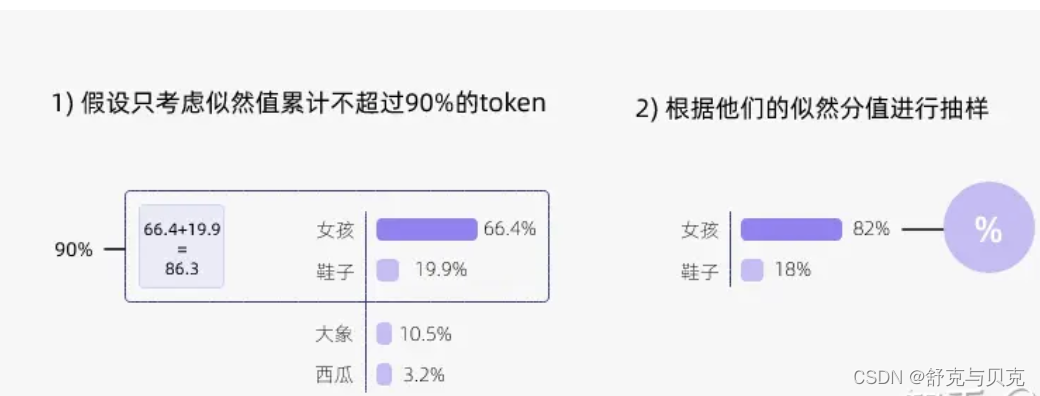 1) 假设只考虑似然值累计不超过90%的token
2) 根据他们的似然分值进行抽样
90%
66.4+19.9
=
86.3
女孩 66.4%
鞋子 19.9%
大象 10.5%
西瓜 3.2%
女孩 82%
鞋子 18%
%
CSDN @舒克与贝克